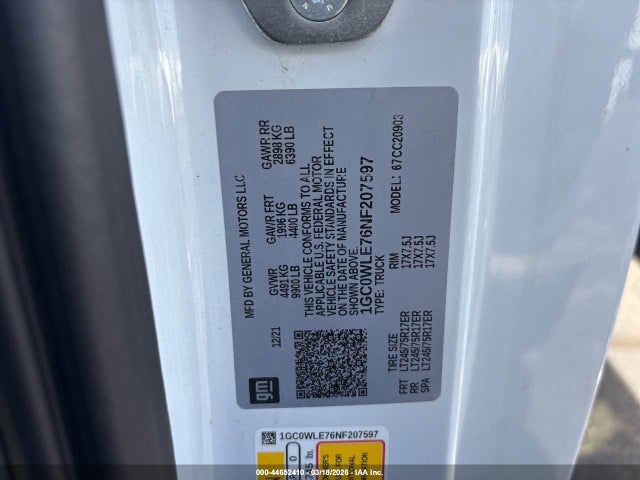 MFD BY GENERAL MOTORS LLC
12/21 GVWR GAWR FRT GAWR RR
4491 KG 1996 KG 2898 KG
9900 LB 4400 LB 6390 LB
THIS VEHICLE CONFORMS TO ALL
APPLICABLE U.S. FEDERAL MOTOR
VEHICLE SAFETY STANDARDS IN EFFECT
ON THE DATE OF MANUFACTURE
SHOWN ABOVE.
1GC0WLE76NF207597
TYPE: TRUCK MODEL: 67CC20903
gm
TIRE SIZE RIM
FRT LT245/75R17ER 17X7.5J
RR LT245/75R17ER 17X7.5J
SPA LT245/75R17ER 17X7.5J
1GC0WLE76NF207597
lbs.
000-44652410 - 03/18/2026 - IAA Inc.